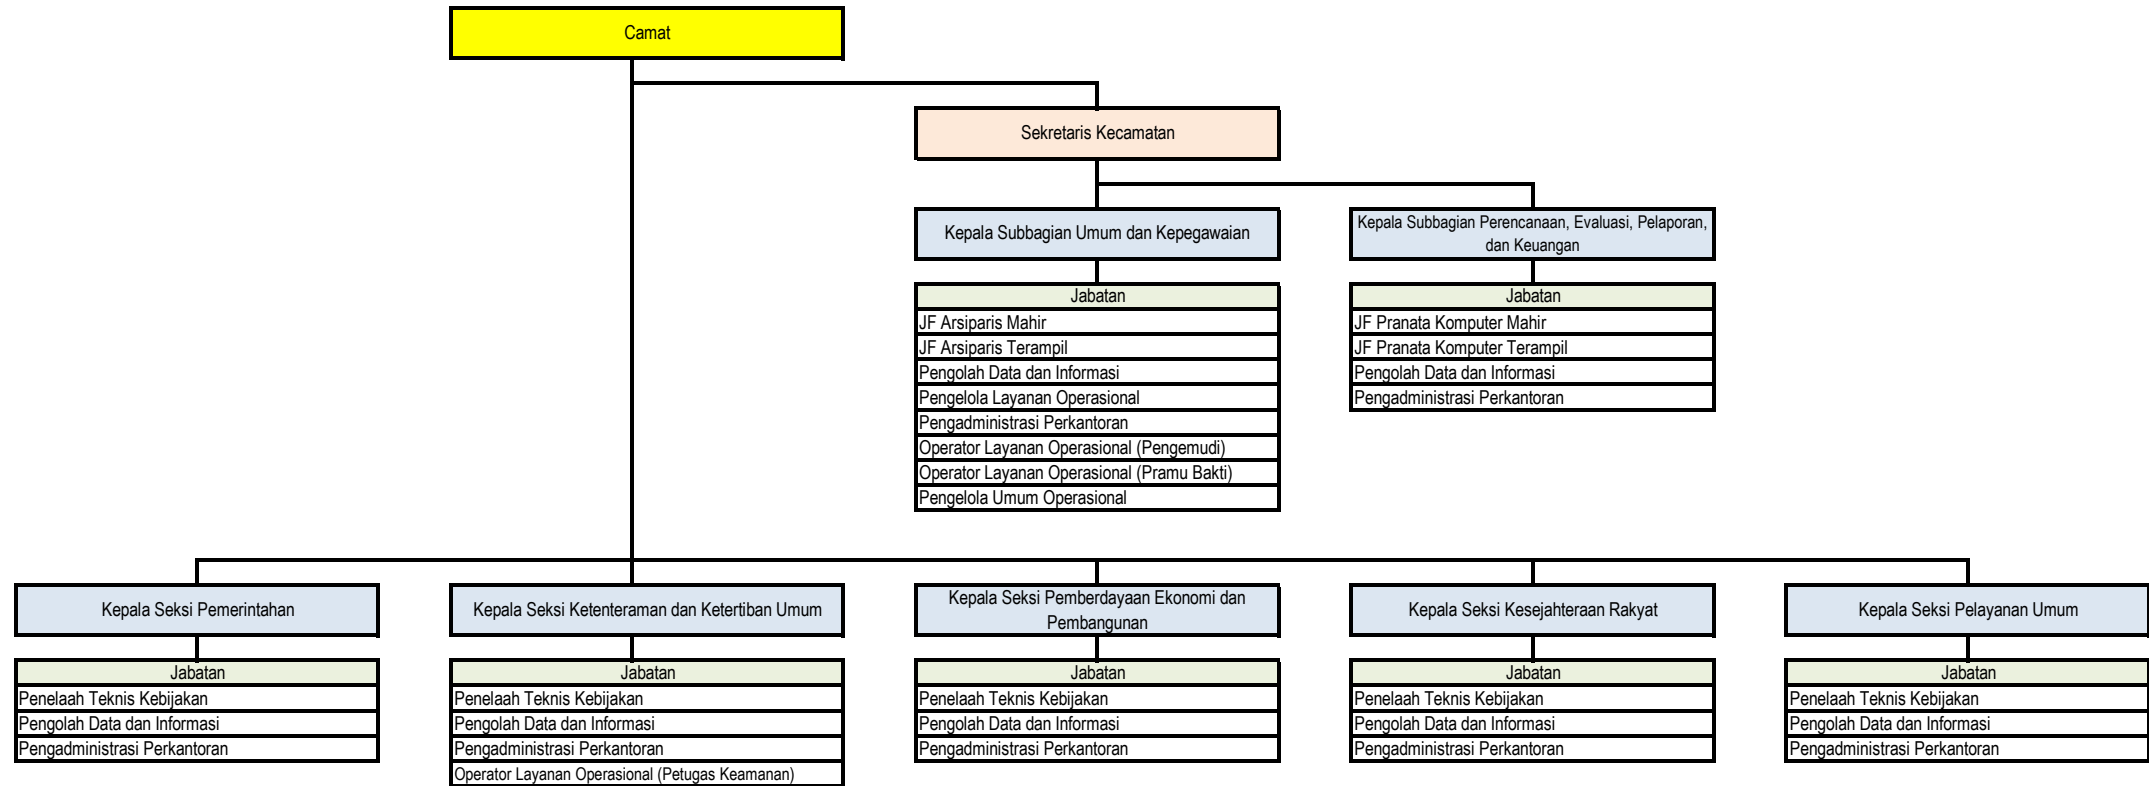 Camat
Sekretaris Kecamatan
Kepala Subbagian Umum dan Kepegawaian
Kepala Subbagian Perencanaan, Evaluasi, Pelaporan,
dan Keuangan
Jabatan
JF Arsiparis Mahir
JF Arsiparis Terampil
Pengolah Data dan Informasi
Pengelola Layanan Operasional
Pengadministrasi Perkantoran
Operator Layanan Operasional (Pengemudi)
Operator Layanan Operasional (Pramu Bakti)
Pengelola Umum Operasional
Jabatan
JF Pranata Komputer Mahir
JF Pranata Komputer Terampil
Pengolah Data dan Informasi
Pengadministrasi Perkantoran
Kepala Seksi Pemerintahan
Jabatan
Penelaah Teknis Kebijakan
Pengolah Data dan Informasi
Pengadministrasi Perkantoran
Kepala Seksi Ketenteraman dan Ketertiban Umum
Jabatan
Penelaah Teknis Kebijakan
Pengolah Data dan Informasi
Pengadministrasi Perkantoran
Operator Layanan Operasional (Petugas Keamanan)
Kepala Seksi Pemberdayaan Ekonomi dan
Pembangunan
Jabatan
Penelaah Teknis Kebijakan
Pengolah Data dan Informasi
Pengadministrasi Perkantoran
Kepala Seksi Kesejahteraan Rakyat
Jabatan
Penelaah Teknis Kebijakan
Pengolah Data dan Informasi
Pengadministrasi Perkantoran
Kepala Seksi Pelayanan Umum
Jabatan
Penelaah Teknis Kebijakan
Pengolah Data dan Informasi
Pengadministrasi Perkantoran